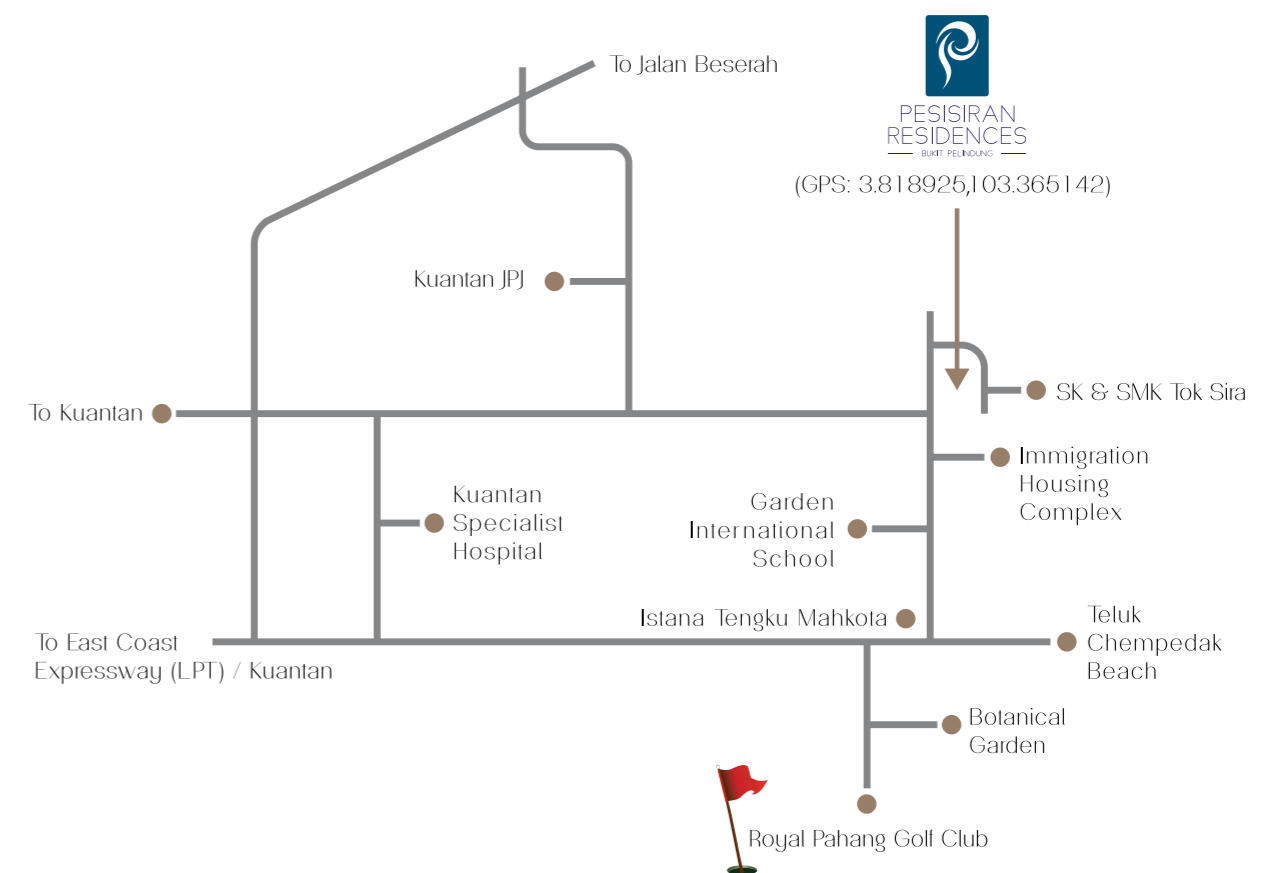 To Jalan Beserah
PESISIRAN
RESIDENCES
BUKIT PELINDUNG
(GPS: 3.818925,103.365142)
Kuantan JPJ
SK & SMK Tok Sira
To Kuantan
Immigration
Housing
Complex
Kuantan
Specialist
Hospital
Garden
International
School
Istana Tengku Mahkota
Teluk
Chempedak
Beach
To East Coast
Expressway (LPT) / Kuantan
Botanical
Garden
Royal Pahang Golf Club